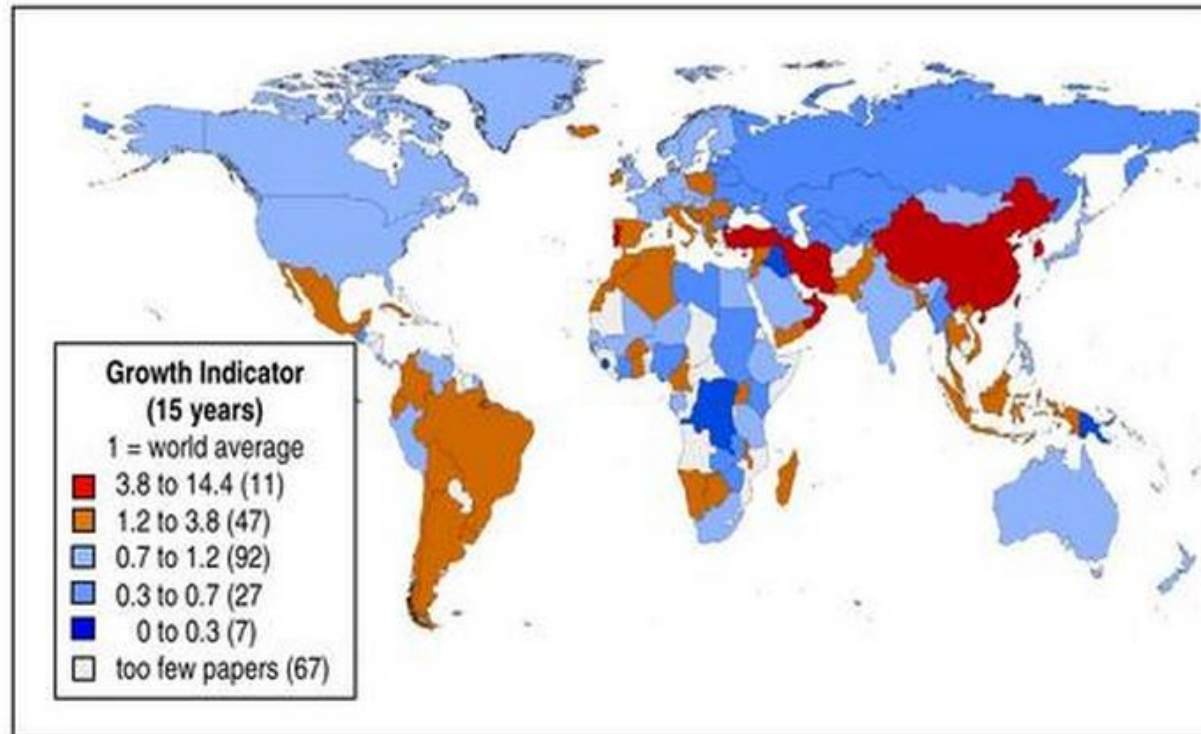 Growth Indicator
(15 years)
1 = world average
3.8 to 14.4 (11)
1.2 to 3.8 (47)
0.7 to 1.2 (92)
0.3 to 0.7 (27
0 to 0.3 (7)
too few papers (67)